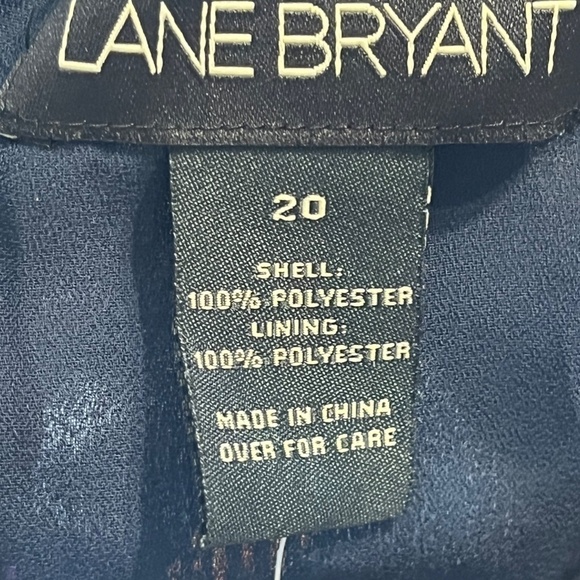 LANE BRYANT
20
SHELL:
100% POLYESTER
LINING:
100% POLYESTER
MADE IN CHINA
OVER FOR CARE